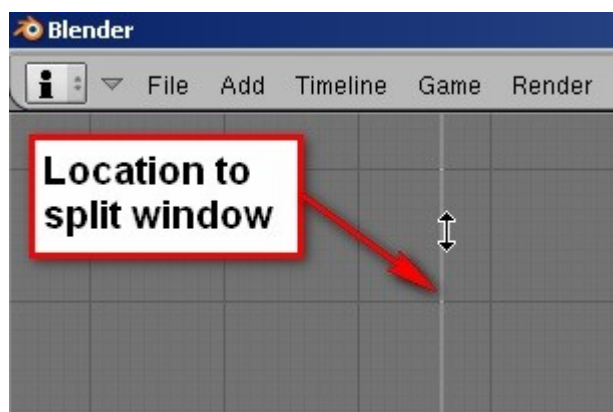 Blender
File Add Timeline Game Render
Location to
split window